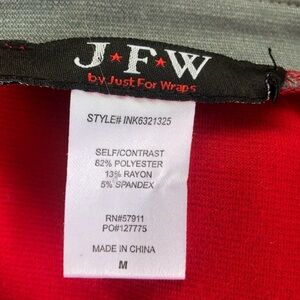 J★F★W
by Just For Wraps
STYLE# INK6321325
SELF/CONTRAST
82% POLYESTER
13% RAYON
5% SPANDEX
RN#57911
PO#127775
MADE IN CHINA
M